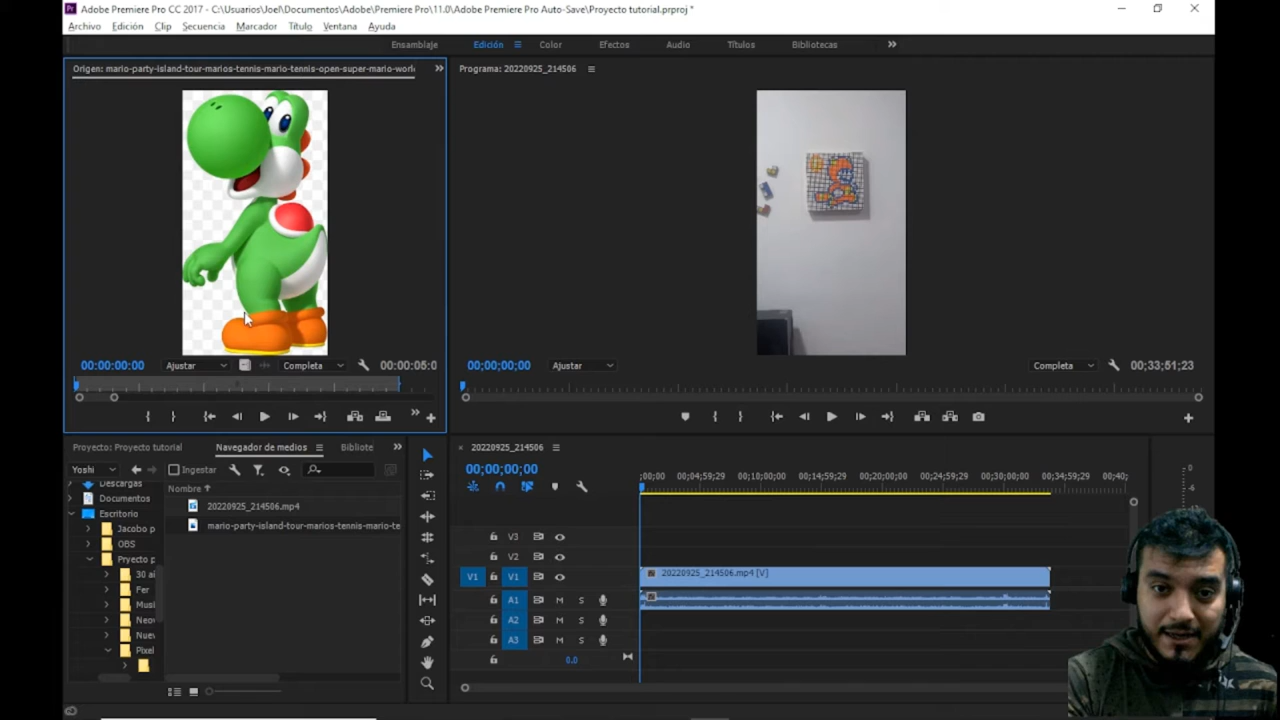 Adobe Premiere Pro CC 2017 - C:\Usuarios\Joel\Documentos\Adobe\Premiere Pro\11.0\Adobe Premiere Pro Auto-Save\Proyecto tutorial.prproj *
Archivo Edición Clip Secuencia Marcador Título Ventana Ayuda
Ensamblaje Edición Color Efectos Audio Títulos Bibliotecas
Origen: mario-party-island-tour-marios-tennis-mario-tennis-open-super-mario-worl
Programa: 20220925_214506
00:00:00:00 Ajustar Completa 00:00:05:0
00;00;00;00 Ajustar Completa 00;33;51;23
Proyecto: Proyecto tutorial Navegador de medios Bibliote
20220925_214506
Yoshi Ingestar
00;00;00;00
;00;00 00;04;59;29 00;10;00;00 00;14;59;29 00;20;00;00 00;24;59;29 00;30;00;00 00;34;59;29 00;40;
0
-6
Descargas
Documentos
Escritorio
Jacobo p
OBS
Pryecto p
30 a
Fer
Musi
Neo
Nue
Pixel
Nombre
20220925_214506.mp4
mario-party-island-tour-marios-tennis-mario-te
V3
V2
V1 V1 20220925_214506.mp4 [V]
A1 M S
A2 M S
A3 M S
0.0